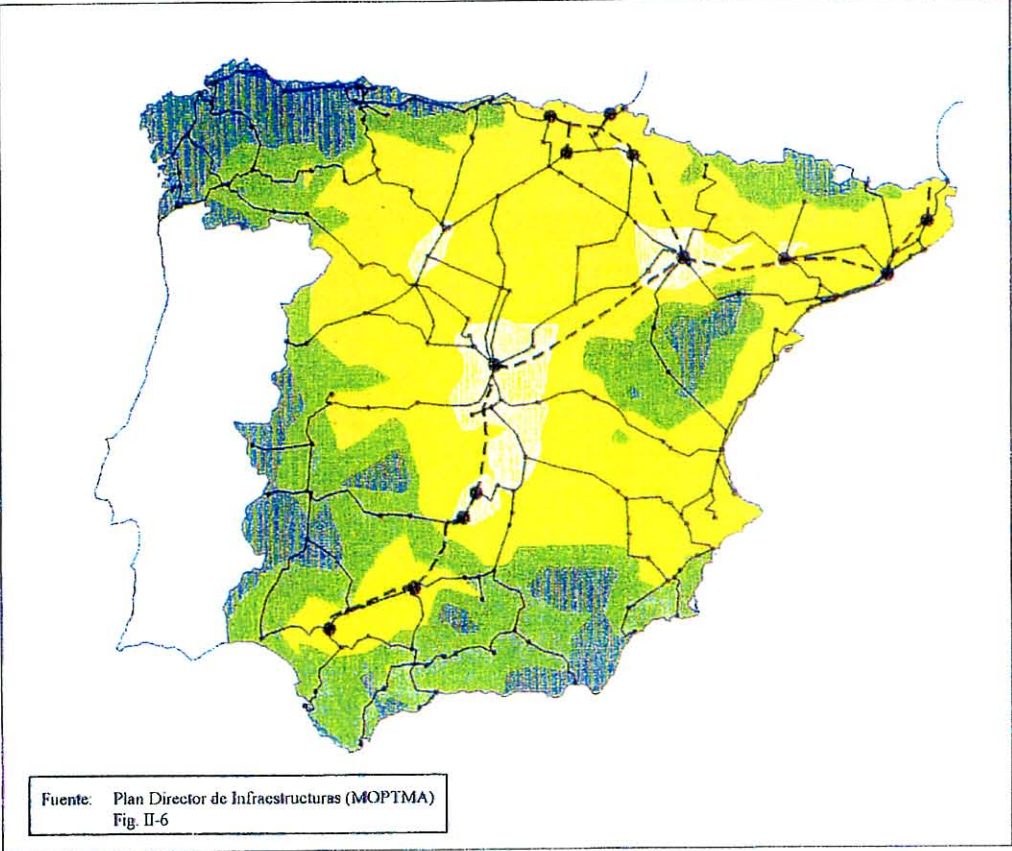 Fuente: Plan Director de Infraestructuras (MOPTMA)
Fig. II-6